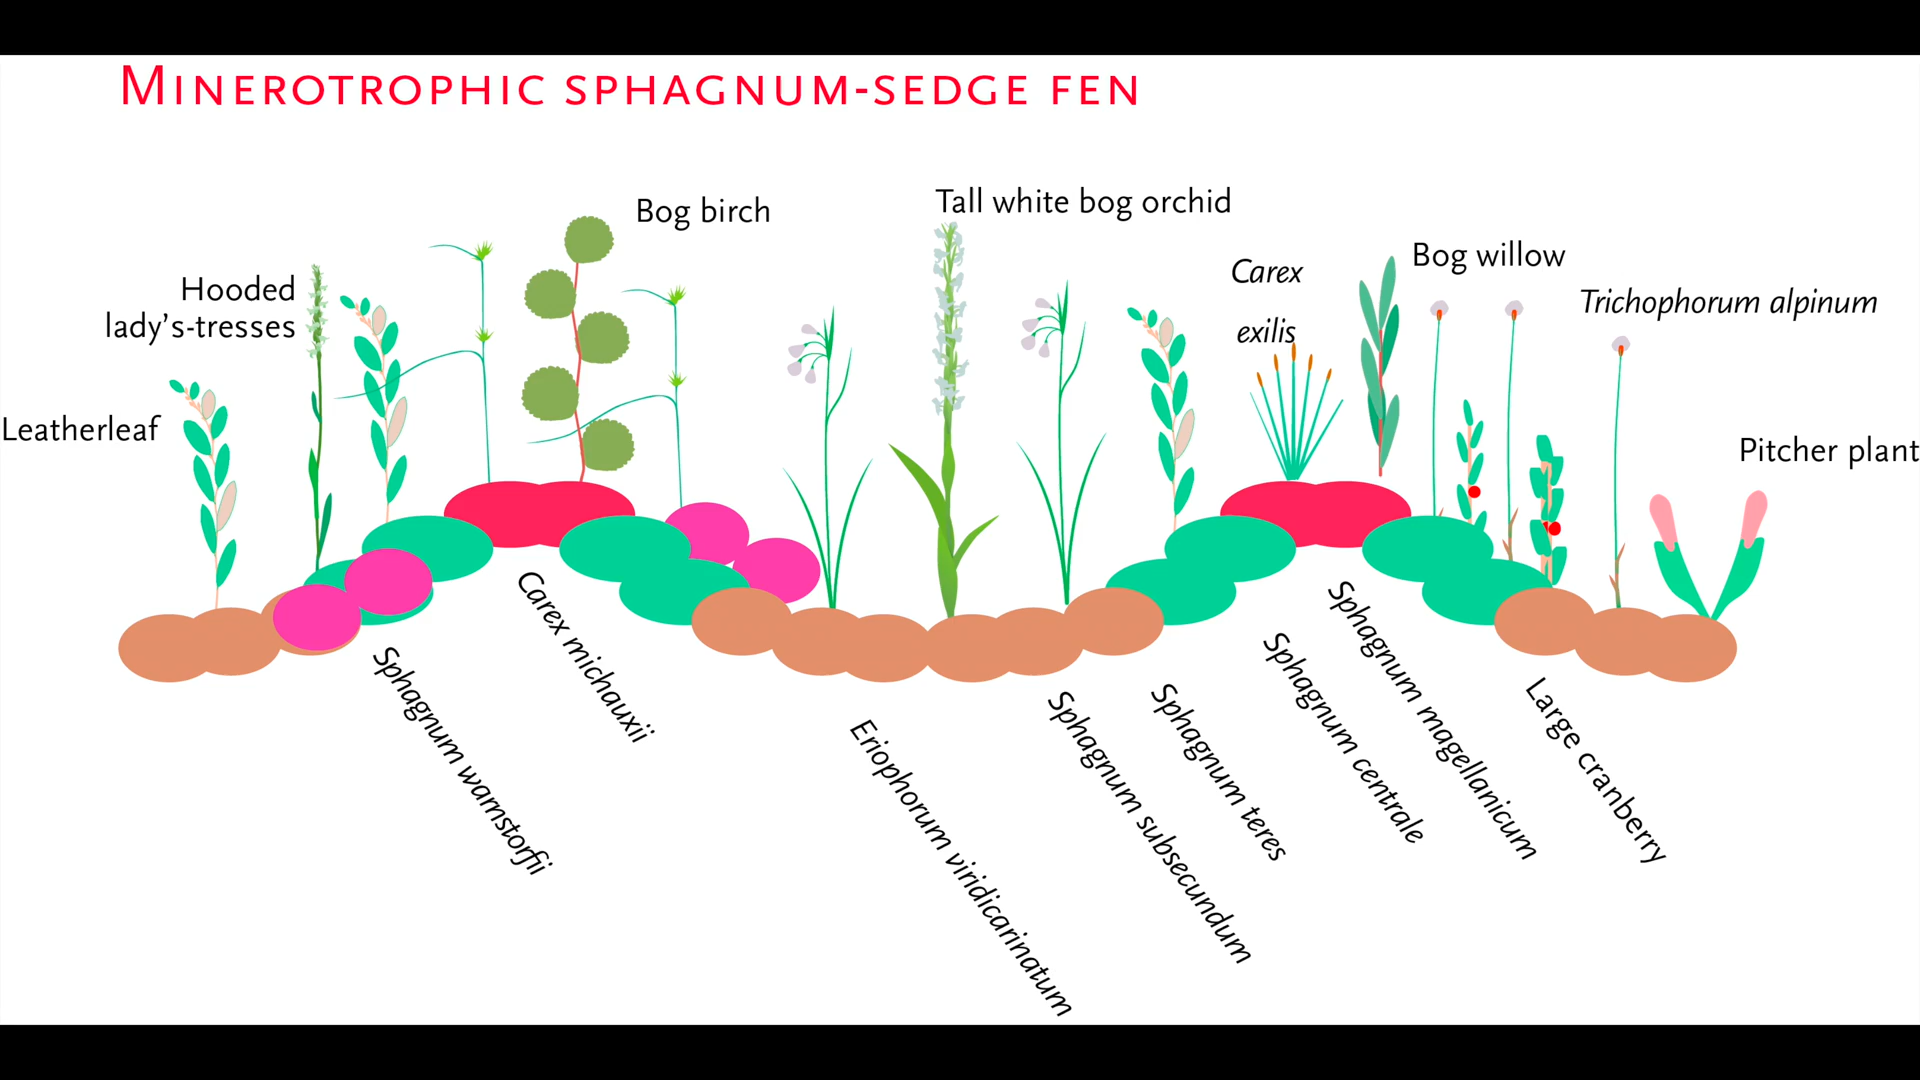 Minerotrophic sphagnum-sedge fen
Tall white bog orchid
Bog birch
Bog willow
Carex
exilis
Hooded
lady's-tresses
Trichophorum alpinum
Leatherleaf
Pitcher plant
Sphagnum warnstorfii
Carex michauxii
Eriophorum viridicarinatum
Sphagnum subsecundum
Sphagnum teres
Sphagnum centrale
Sphagnum magellanicum
Large cranberry